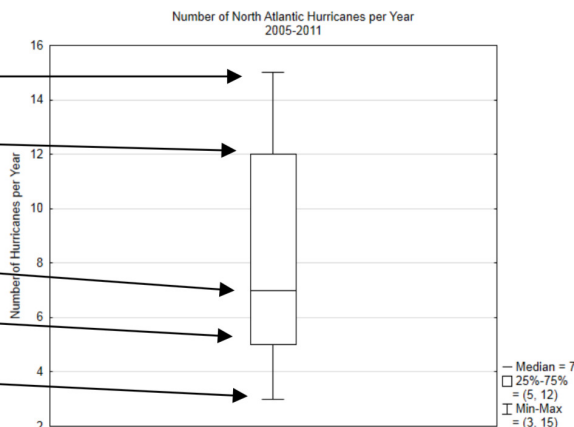 Number of North Atlantic Hurricanes per Year
2005-2011
Number of Hurricanes per Year
16
14
12
10
8
6
4
2
Median = 7
25%-75%
= (5, 12)
Min-Max
= (3, 15)